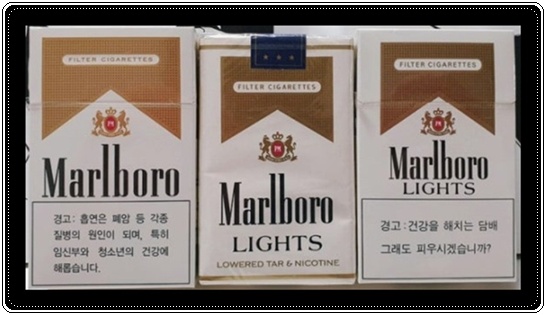 FILTER CIGARETTES
Marlboro
경고: 흡연은 폐암 등 각종
질병의 원인이 되며, 특히
임신부와 청소년의 건강에
해롭습니다.
FILTER CIGARETTES
Marlboro
LIGHTS
LOWERED TAR & NICOTINE
FILTER CIGARETTES
Marlboro
LIGHTS
경고: 건강을 해치는 담배
그래도 피우시겠습니까?